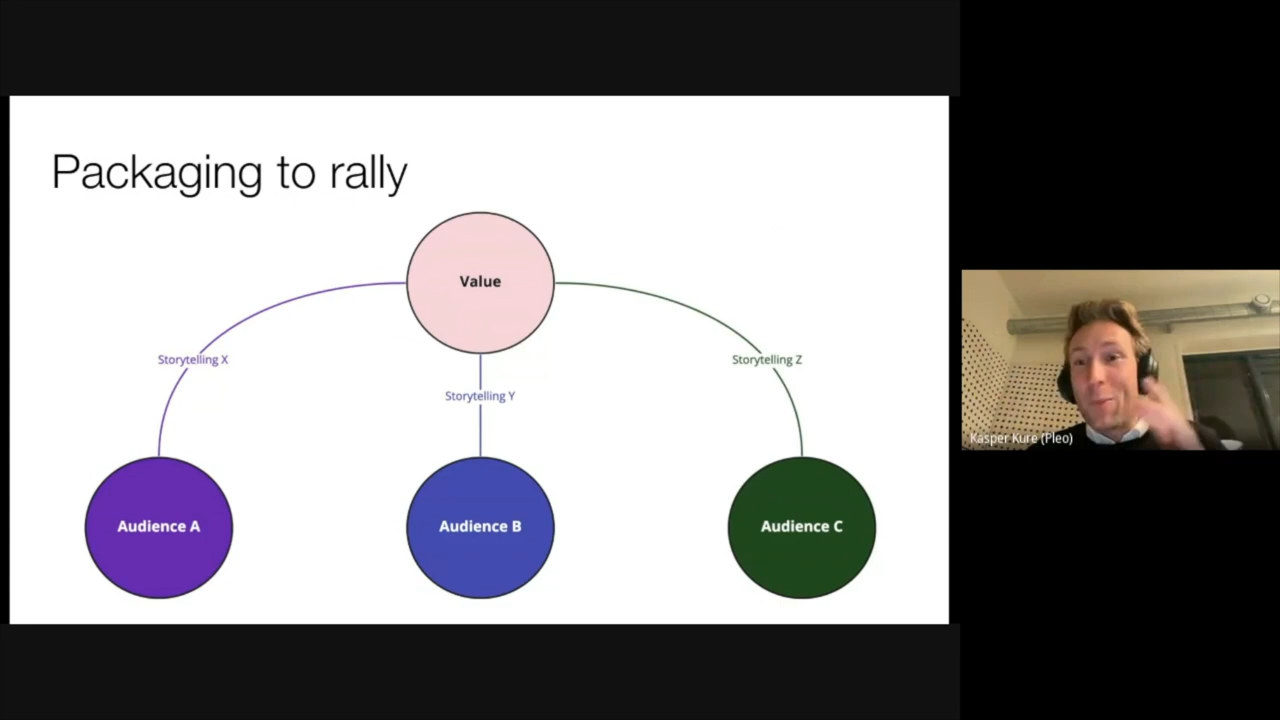 Packaging to rally
Value
Storytelling X
Storytelling Z
Storytelling Y
Audience A
Audience B
Audience C
Kasper Kure (Pleo)